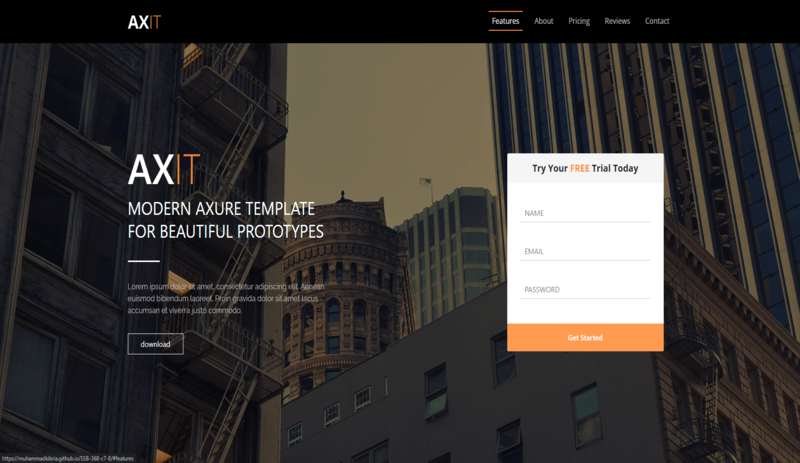 AXIT
Features About Pricing Reviews Contact
AXIT
MODERN AXURE TEMPLATE
FOR BEAUTIFUL PROTOTYPES
Lorem ipsum dolor sit amet, consectetur adipiscing elit. Aenean
euismod bibendum laoreet. Proin gravida dolor sit amet lacus
accumsan et viverra justo commodo.
download
Try Your FREE Trial Today
NAME
EMAIL
PASSWORD
Get Started
https://muhammadkibria.github.io/SSB-368-c7-8/#features